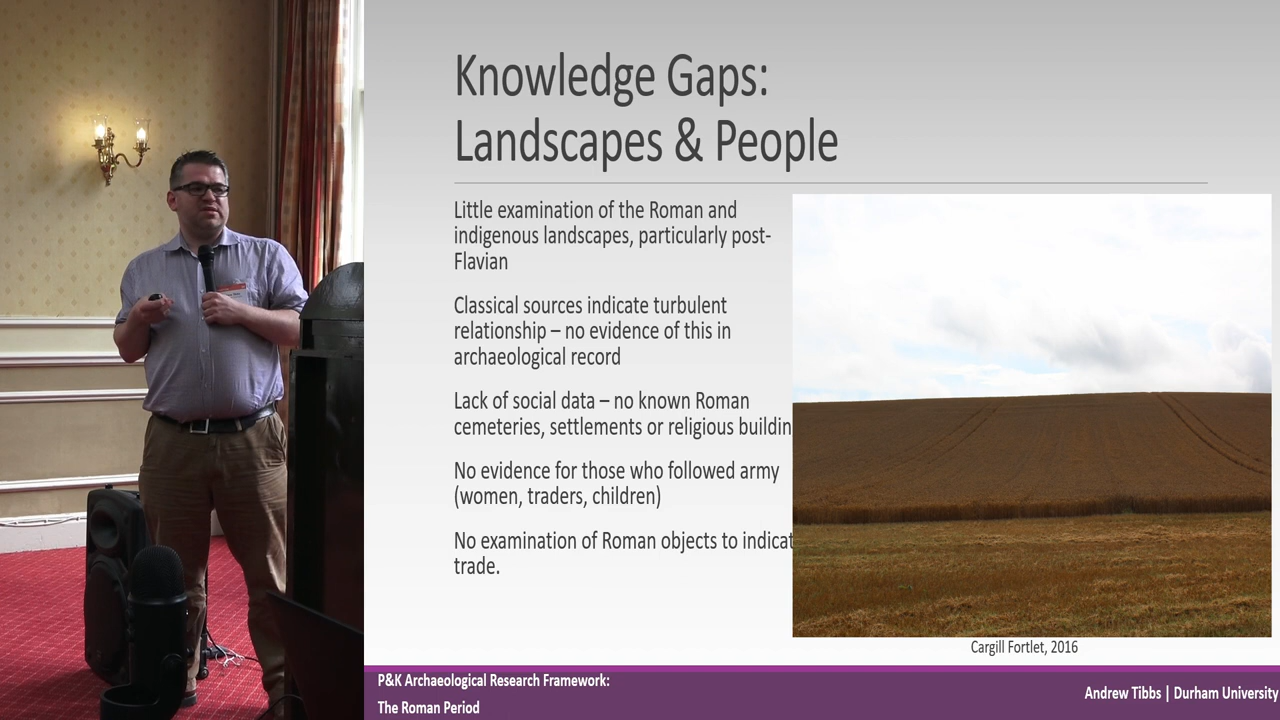 Knowledge Gaps:
Landscapes & People
Little examination of the Roman and
indigenous landscapes, particularly post-
Flavian
Classical sources indicate turbulent
relationship – no evidence of this in
archaeological record
Lack of social data – no known Roman
cemeteries, settlements or religious buildin
No evidence for those who followed army
(women, traders, children)
No examination of Roman objects to indicat
trade.
Cargill Fortlet, 2016
P&K Archaeological Research Framework:
The Roman Period
Andrew Tibbs | Durham University